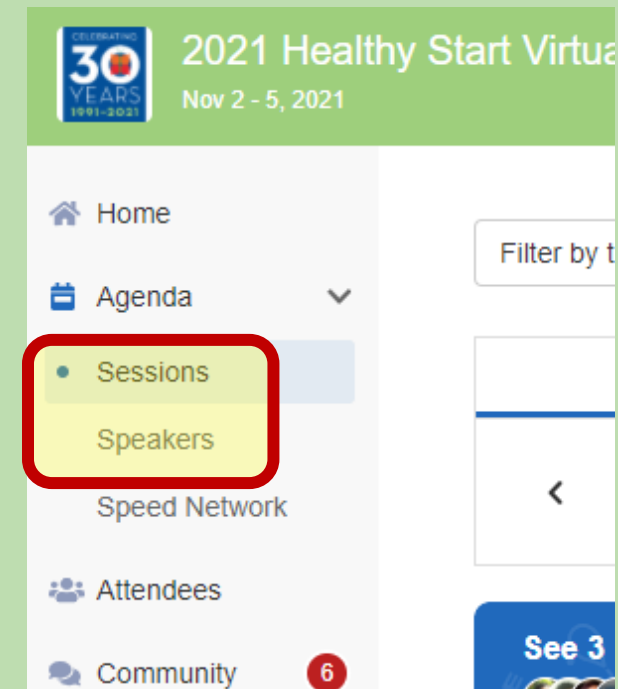 CELEBRATING
30
YEARS
1991-2021
2021 Healthy Start Virtua
Nov 2 - 5, 2021
Home
Filter by t
Agenda
Sessions
Speakers
Speed Network
Attendees
Community 6
See 3